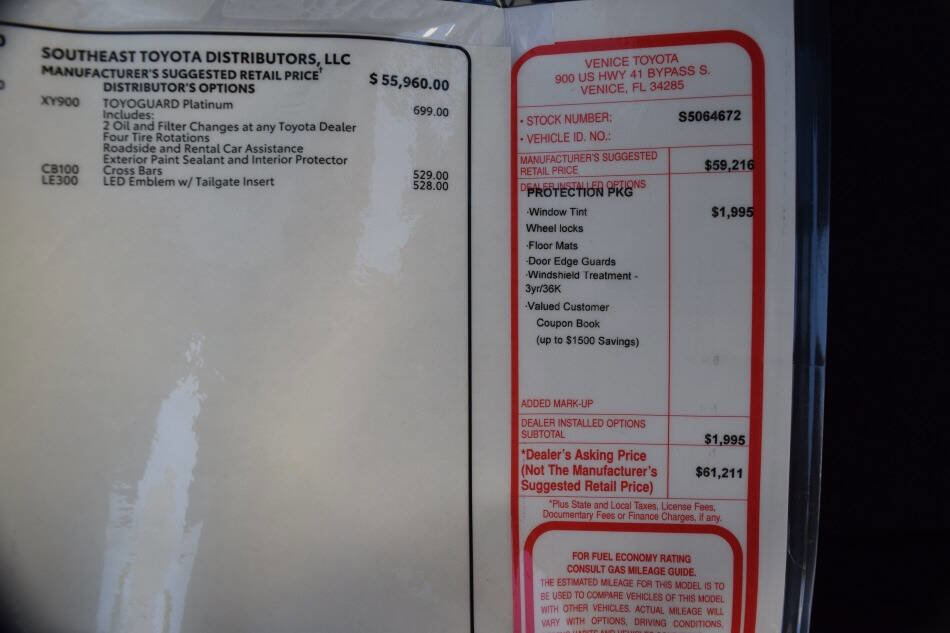 SOUTHEAST TOYOTA DISTRIBUTORS, LLC
MANUFACTURER'S SUGGESTED RETAIL PRICE† $ 55,960.00
DISTRIBUTOR'S OPTIONS
XY900 TOYOGUARD Platinum 699.00
Includes:
2 Oil and Filter Changes at any Toyota Dealer
Four Tire Rotations
Roadside and Rental Car Assistance
Exterior Paint Sealant and Interior Protector
CB100 Cross Bars 529.00
LE300 LED Emblem w/ Tailgate Insert 528.00
VENICE TOYOTA
900 US HWY 41 BYPASS S.
VENICE, FL 34285
• STOCK NUMBER: S5064672
• VEHICLE ID. NO.:
MANUFACTURER'S SUGGESTED
RETAIL PRICE $59,216
DEALER INSTALLED OPTIONS
PROTECTION PKG
·Window Tint $1,995
Wheel locks
·Floor Mats
·Door Edge Guards
·Windshield Treatment -
3yr/36K
·Valued Customer
Coupon Book
(up to $1500 Savings)
ADDED MARK-UP
DEALER INSTALLED OPTIONS
SUBTOTAL $1,995
*Dealer's Asking Price
(Not The Manufacturer's $61,211
Suggested Retail Price)
*Plus State and Local Taxes, License Fees,
Documentary Fees or Finance Charges, if any.
FOR FUEL ECONOMY RATING
CONSULT GAS MILEAGE GUIDE.
THE ESTIMATED MILEAGE FOR THIS MODEL IS TO
BE USED TO COMPARE VEHICLES OF THIS MODEL
WITH OTHER VEHICLES. ACTUAL MILEAGE WILL
VARY WITH OPTIONS, DRIVING CONDITIONS,